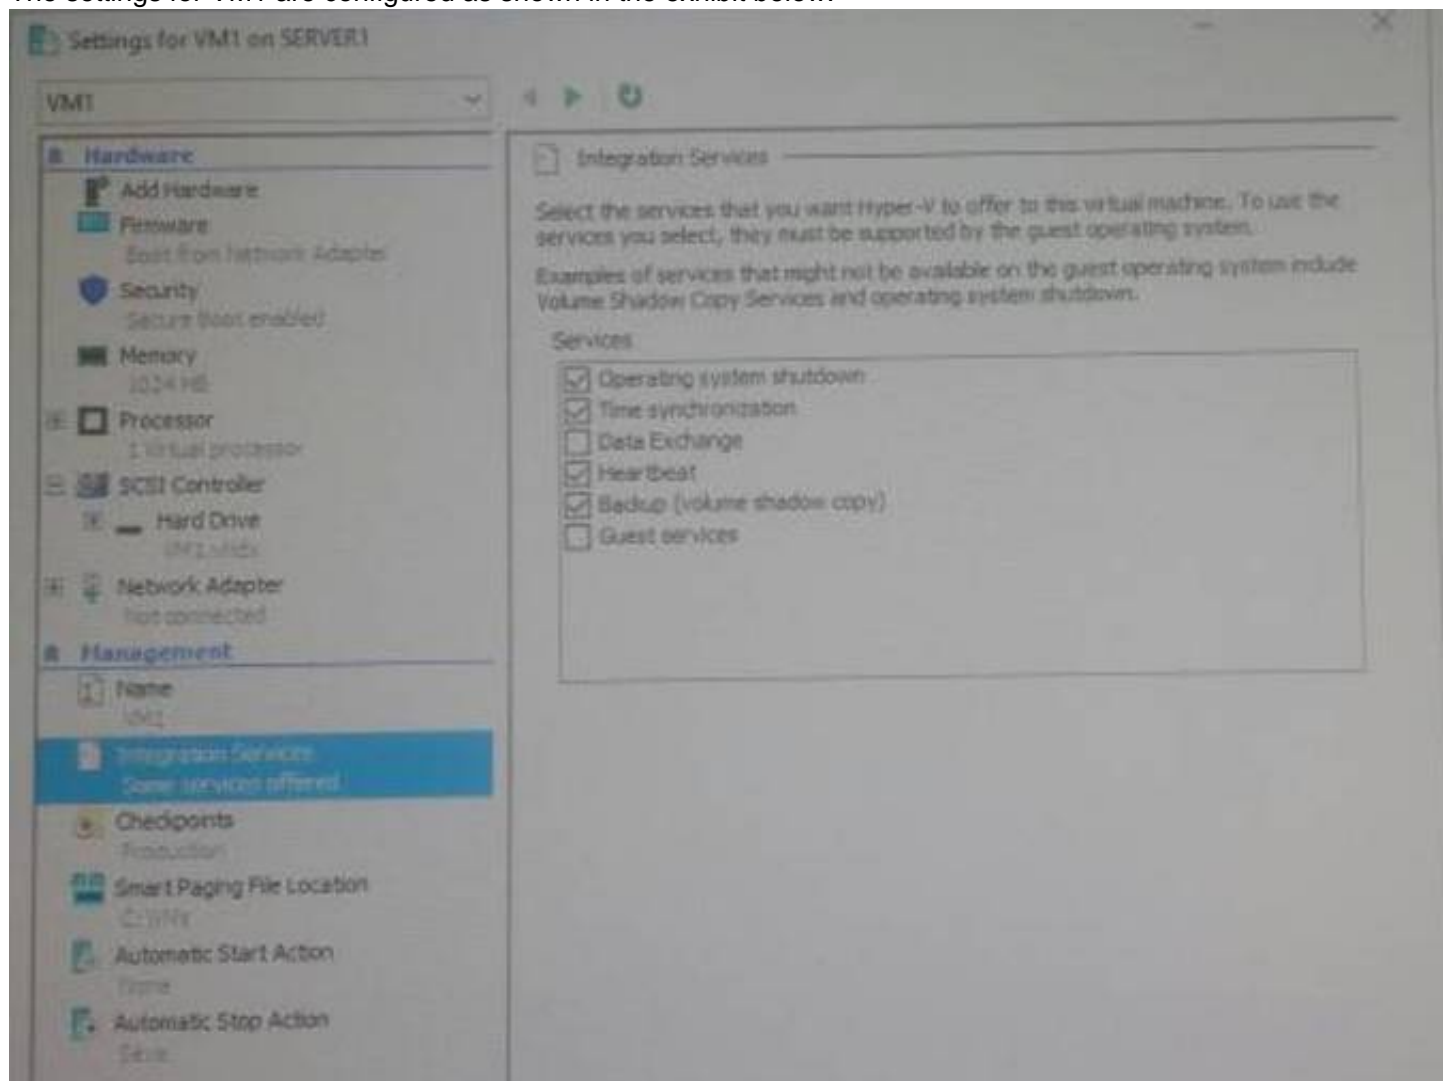 The settings for VM1 are configured as shown in the exhibit below.
Settings for VM1 on SERVER1
VM1
Hardware
Add Hardware
Firmware
Boot from Network Adapter
Security
Secure Boot enabled
Memory
1024 MB
Processor
1 Virtual processor
SCSI Controller
Hard Drive
VM1.vhdx
Network Adapter
Not connected
Management
Name
VM1
Integration Services
Some services offered
Checkpoints
Production
Smart Paging File Location
Automatic Start Action
None
Automatic Stop Action
Save
Integration Services
Select the services that you want Hyper-V to offer to this virtual machine. To use the
services you select, they must be supported by the guest operating system.
Examples of services that might not be available on the guest operating system include
Volume Shadow Copy Services and operating system shutdown.
Services
Operating system shutdown
Time synchronization
Data Exchange
Heartbeat
Backup (volume shadow copy)
Guest services